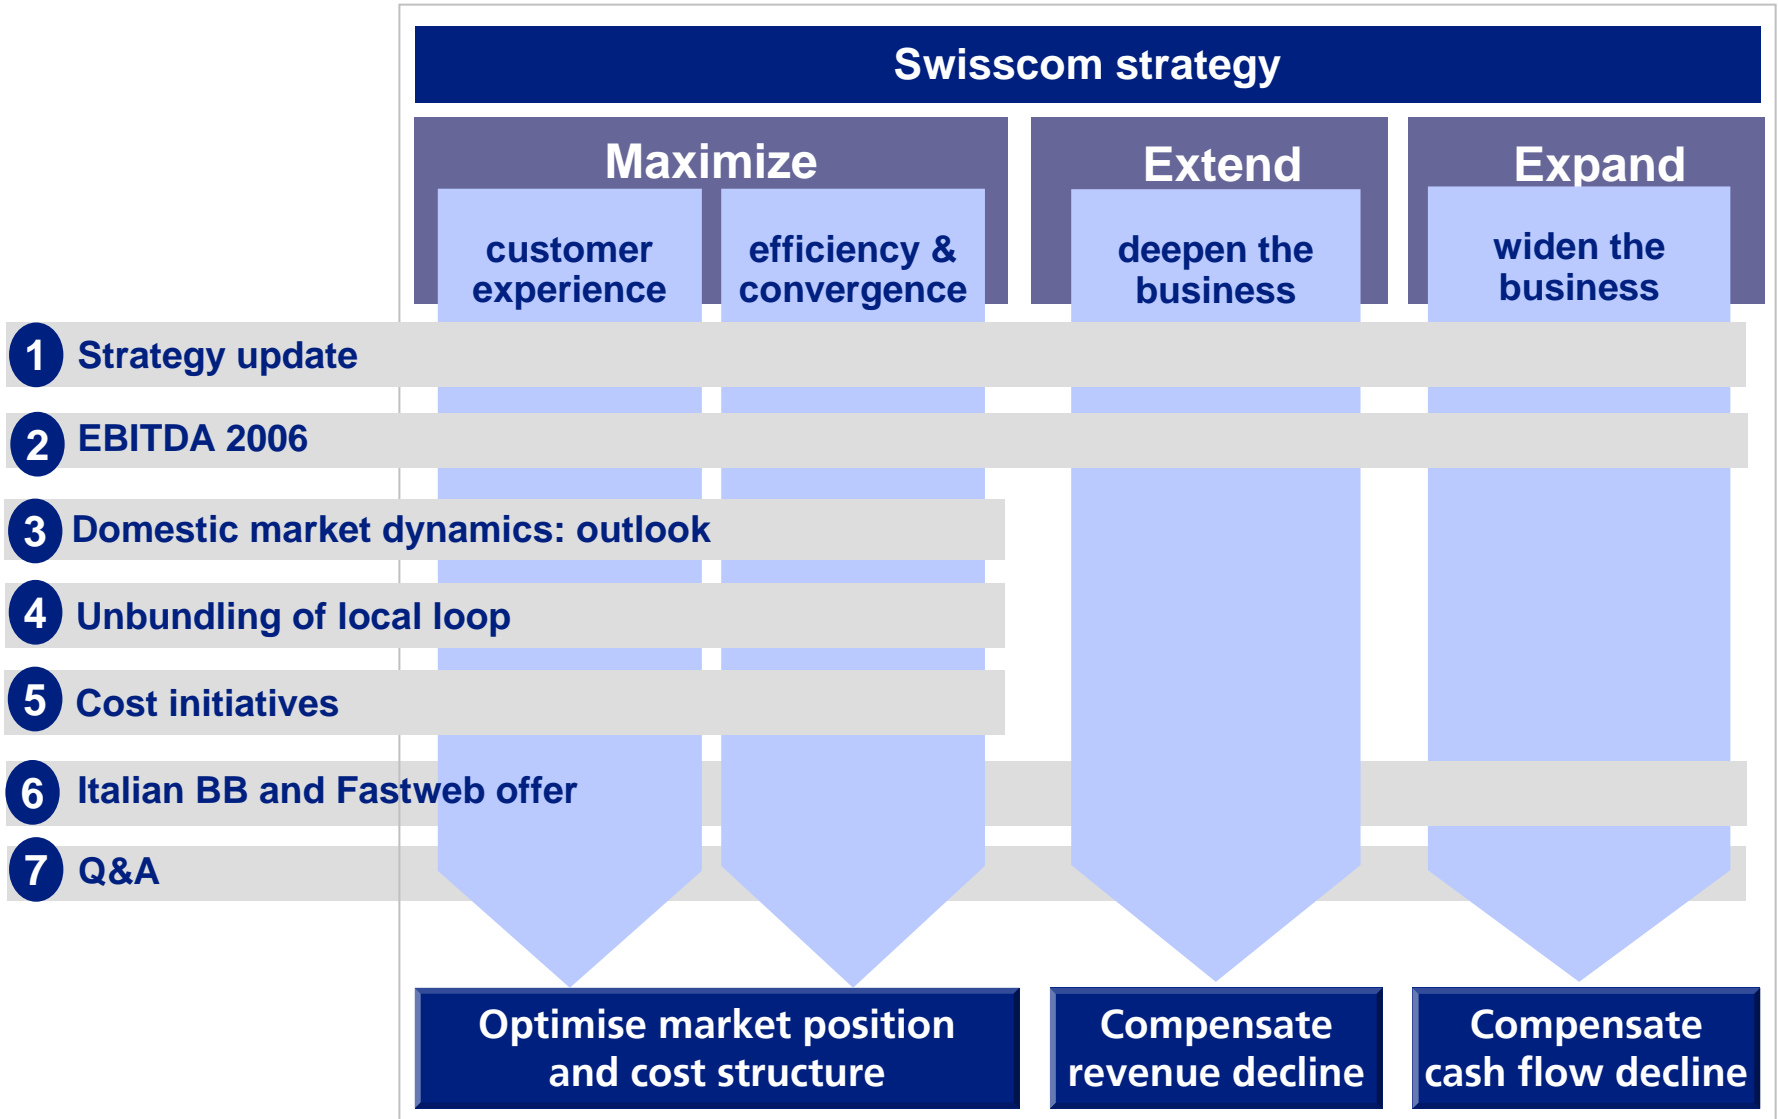 Swisscom strategy
Maximize
Extend
Expand
customer
experience
efficiency &
convergence
deepen the
business
widen the
business
1 Strategy update
2 EBITDA 2006
3 Domestic market dynamics: outlook
4 Unbundling of local loop
5 Cost initiatives
6 Italian BB and Fastweb offer
7 Q&A
Optimise market position
and cost structure
Compensate
revenue decline
Compensate
cash flow decline